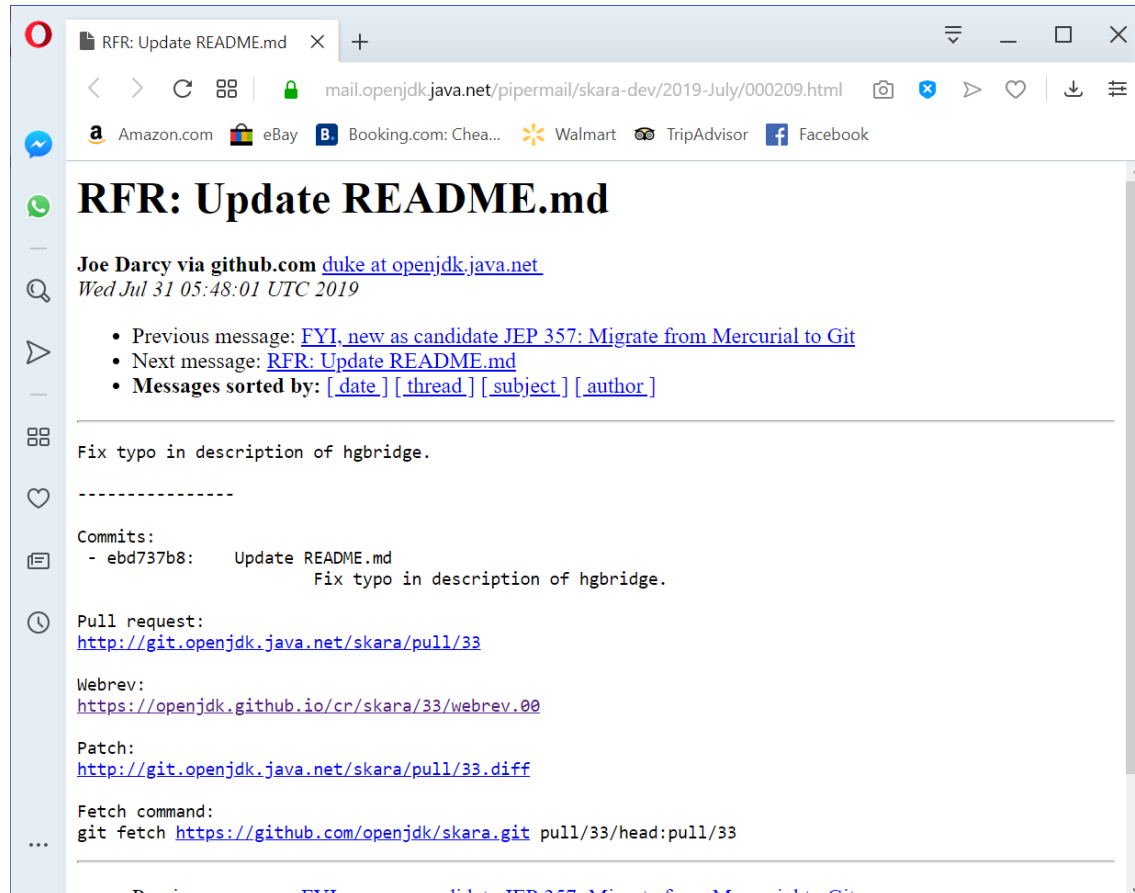 RFR: Update README.md
mail.openjdk.java.net/pipermail/skara-dev/2019-July/000209.html
Amazon.com eBay B. Booking.com: Chea... Walmart TripAdvisor Facebook
RFR: Update README.md
Joe Darcy via github.com duke at openjdk.java.net
Wed Jul 31 05:48:01 UTC 2019
• Previous message: FYI, new as candidate JEP 357: Migrate from Mercurial to Git
• Next message: RFR: Update README.md
• Messages sorted by: [ date ] [ thread ] [ subject ] [ author ]
Fix typo in description of hgbridge.
----------------
Commits:
- ebd737b8: Update README.md
Fix typo in description of hgbridge.
Pull request:
http://git.openjdk.java.net/skara/pull/33
Webrev:
https://openjdk.github.io/cr/skara/33/webrev.00
Patch:
http://git.openjdk.java.net/skara/pull/33.diff
Fetch command:
git fetch https://github.com/openjdk/skara.git pull/33/head:pull/33